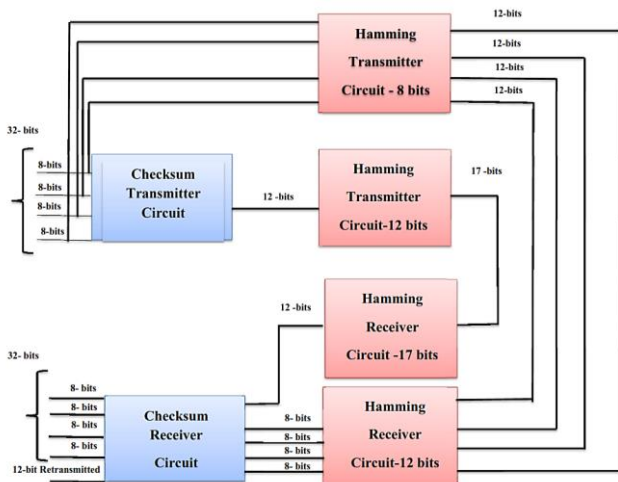 12-bits
Hamming
Transmitter
Circuit - 8 bits
12-bits
12-bits
12-bits
32- bits
8-bits
8-bits
8-bits
8-bits
Checksum
Transmitter
Circuit
12 -bits
Hamming
Transmitter
Circuit-12 bits
17 -bits
12 -bits
Hamming
Receiver
Circuit -17 bits
32- bits
8- bits
8- bits
8- bits
8- bits
12-bit Retransmitted
Checksum
Receiver
Circuit
8- bits
8- bits
8- bits
8- bits
Hamming
Receiver
Circuit-12 bits